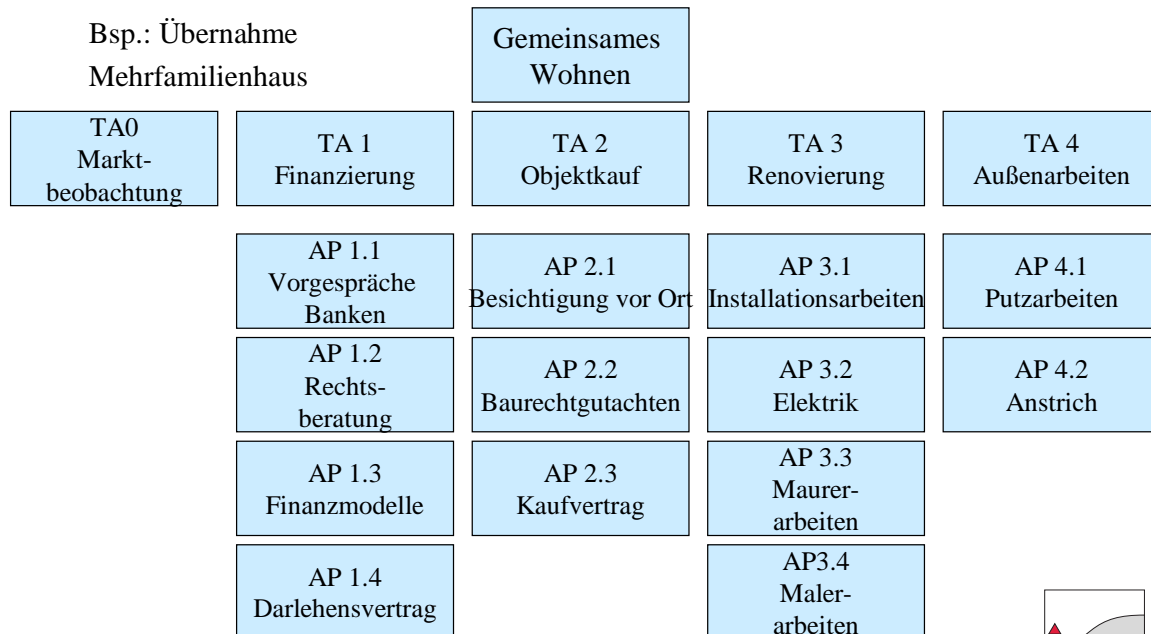 Bsp.: Übernahme
Mehrfamilienhaus
Gemeinsames
Wohnen
TA0
Markt-
beobachtung
TA 1
Finanzierung
TA 2
Objektkauf
TA 3
Renovierung
TA 4
Außenarbeiten
AP 1.1
Vorgespräche
Banken
AP 2.1
Besichtigung vor Ort
AP 3.1
Installationsarbeiten
AP 4.1
Putzarbeiten
AP 1.2
Rechts-
beratung
AP 2.2
Baurechtgutachten
AP 3.2
Elektrik
AP 4.2
Anstrich
AP 1.3
Finanzmodelle
AP 2.3
Kaufvertrag
AP 3.3
Maurer-
arbeiten
AP 1.4
Darlehensvertrag
AP3.4
Maler-
arbeiten